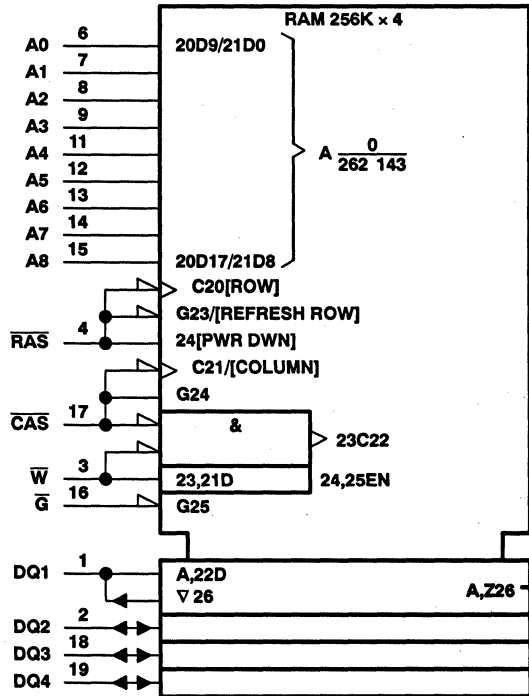 RAM 256K × 4
A0 6 20D9/21D0
A1 7
A2 8
A3 9
A4 11
A5 12
A6 13
A7 14
A8 15 20D17/21D8
A 0
262 143
C20[ROW]
G23/[REFRESH ROW]
RAS 4 24[PWR DWN]
C21/[COLUMN]
G24
CAS 17 & 23C22
W 3 23,21D 24,25EN
G 16 G25
DQ1 1 A,22D
∇ 26 A,Z26
DQ2 2
DQ3 18
DQ4 19